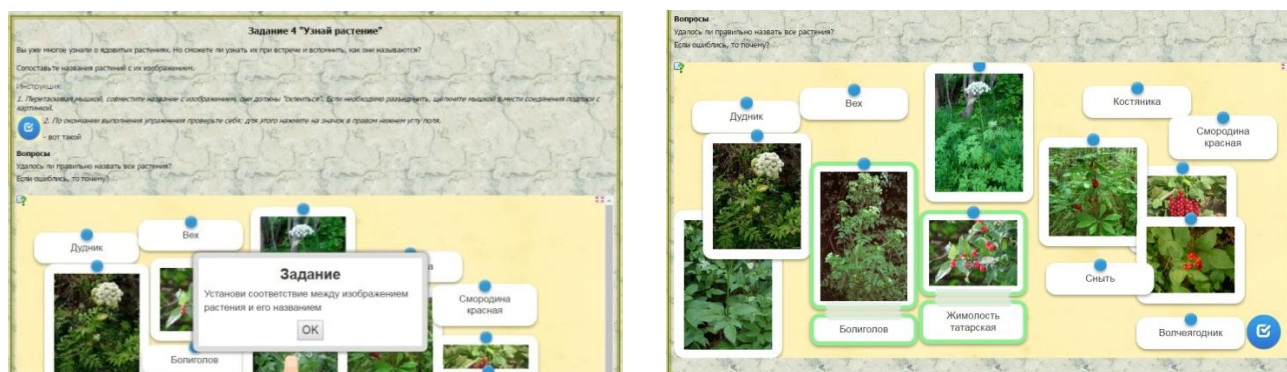 Задание 4 "Узнай растение"
Вы уже многое узнали о ядовитых растениях. Но сможете ли узнать их при встрече и вспомнить, как они называются?
Сопоставьте названия растений с их изображением.
Инструкция:
1. Перетаскивая мышкой, совместите название с изображением, они должны "склеиться". Если необходимо разъединить, щёлкните мышкой в месте соединения подписи с
картинкой.
2. По окончании выполнения упражнения проверьте себя: для этого нажмите на значок в правом нижнем углу поля.
- вот такой
Вопросы
Удалось ли правильно назвать все растения?
Если ошиблись, то почему?
Дудник
Вех
Смородина
красная
Болиголов
Задание
Установи соответствие между изображением
растения и его названием
OK
Вопросы
Удалось ли правильно назвать все растения?
Если ошиблись, то почему?
Дудник
Вех
Костяника
Смородина
красная
Сныть
Болиголов
Жимолость
татарская
Волчеягодник